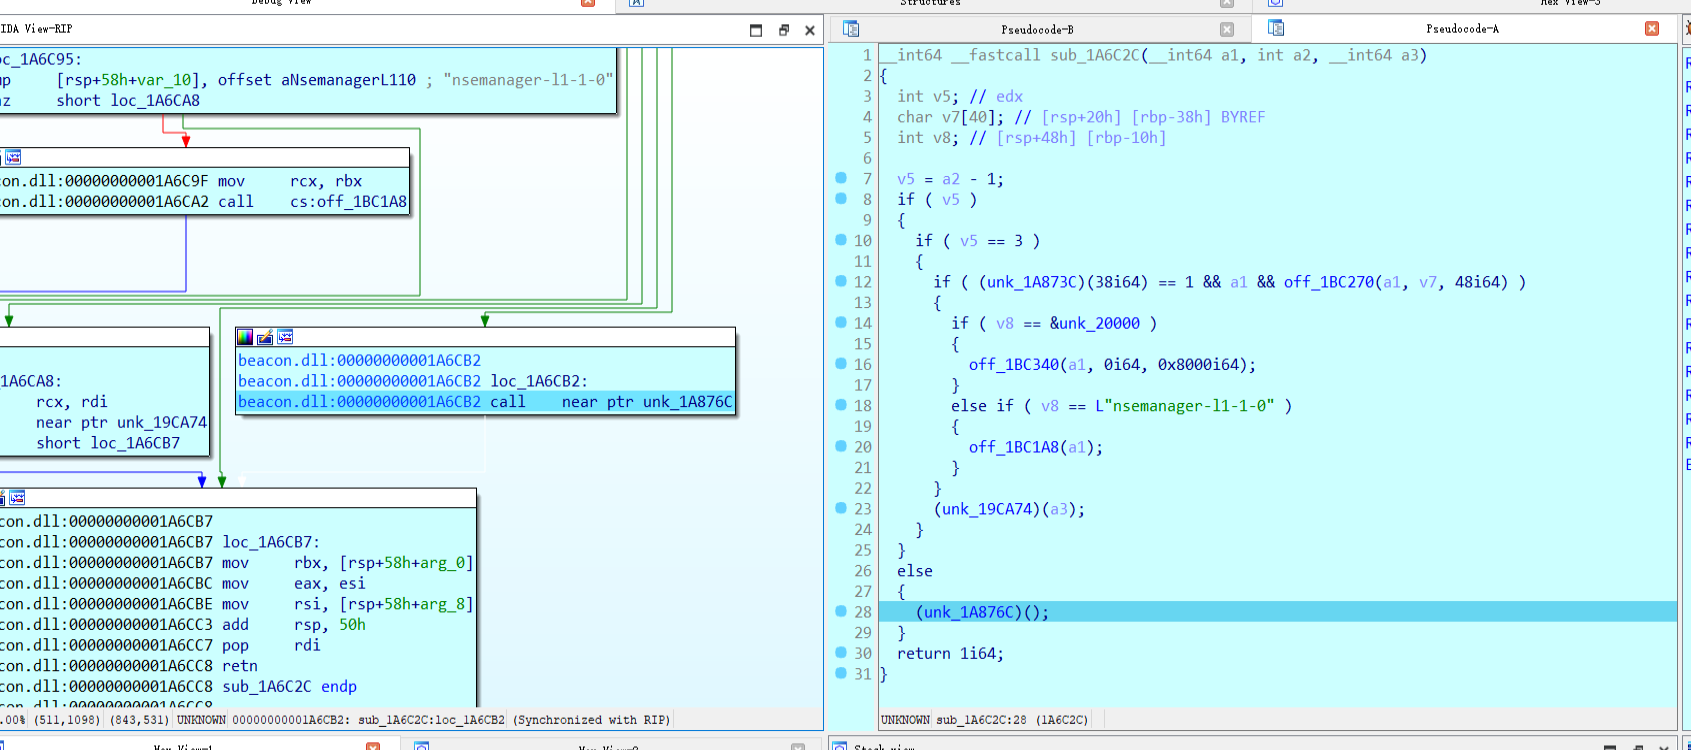 Debug View
Structures
Hex View-3
IDA View-RIP
oc_1A6C95:
[rsp+58h+var_10], offset aNsemanagerL110 ; "nsemanager-l1-1-0"
short loc_1A6CA8
con.dll:00000000001A6C9F mov rcx, rbx
con.dll:00000000001A6CA2 call cs:off_1BC1A8
beacon.dll:00000000001A6CB2
beacon.dll:00000000001A6CB2 loc_1A6CB2:
beacon.dll:00000000001A6CB2 call near ptr unk_1A876C
1A6CA8:
rcx, rdi
near ptr unk_19CA74
short loc_1A6CB7
con.dll:00000000001A6CB7
con.dll:00000000001A6CB7 loc_1A6CB7:
con.dll:00000000001A6CB7 mov rbx, [rsp+58h+arg_0]
con.dll:00000000001A6CBC mov eax, esi
con.dll:00000000001A6CBE mov rsi, [rsp+58h+arg_8]
con.dll:00000000001A6CC3 add rsp, 50h
con.dll:00000000001A6CC7 pop rdi
con.dll:00000000001A6CC8 retn
con.dll:00000000001A6CC8 sub_1A6C2C endp
con.dll:00000000001A6CC8
.00% (511,1098) (843,531) UNKNOWN 00000000001A6CB2: sub_1A6C2C:loc_1A6CB2 (Synchronized with RIP)
Pseudocode-B
Pseudocode-A
1 __int64 __fastcall sub_1A6C2C(__int64 a1, int a2, __int64 a3)
2 {
3 int v5; // edx
4 char v7[40]; // [rsp+20h] [rbp-38h] BYREF
5 int v8; // [rsp+48h] [rbp-10h]
6
7 v5 = a2 - 1;
8 if ( v5 )
9 {
10 if ( v5 == 3 )
11 {
12 if ( (unk_1A873C)(38i64) == 1 && a1 && off_1BC270(a1, v7, 48i64) )
13 {
14 if ( v8 == &unk_20000 )
15 {
16 off_1BC340(a1, 0i64, 0x8000i64);
17 }
18 else if ( v8 == L"nsemanager-l1-1-0" )
19 {
20 off_1BC1A8(a1);
21 }
22 }
23 (unk_19CA74)(a3);
24 }
25 }
26 else
27 {
28 (unk_1A876C)();
29 }
30 return 1i64;
31 }
UNKNOWN sub_1A6C2C:28 (1A6C2C)
Hex View-1
Hex View-2
Stack view